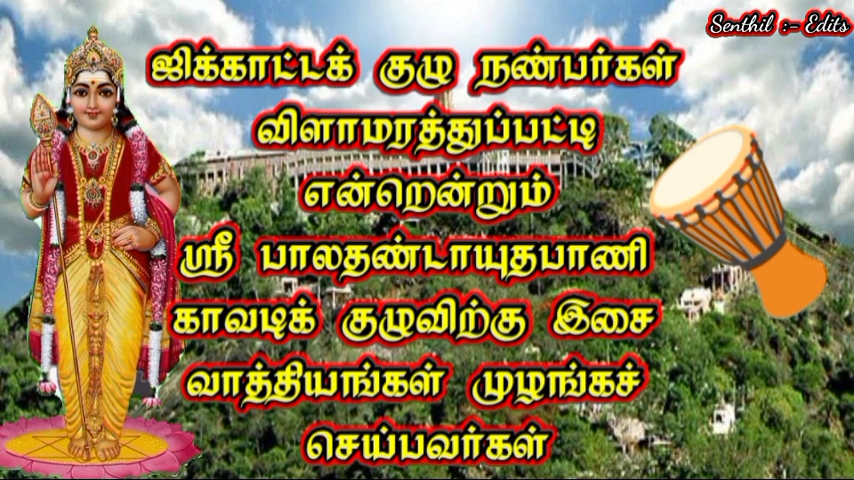 Senthil :- Edits
ஜிக்காட்டக் குழு நண்பர்கள்
விளாமரத்துப்பட்டி
என்றென்றும்
ஸ்ரீ பாலதண்டாயுதபாணி
காவடிக் குழுவிற்கு இசை
வாத்தியங்கள் முழங்கச்
செய்பவர்கள்